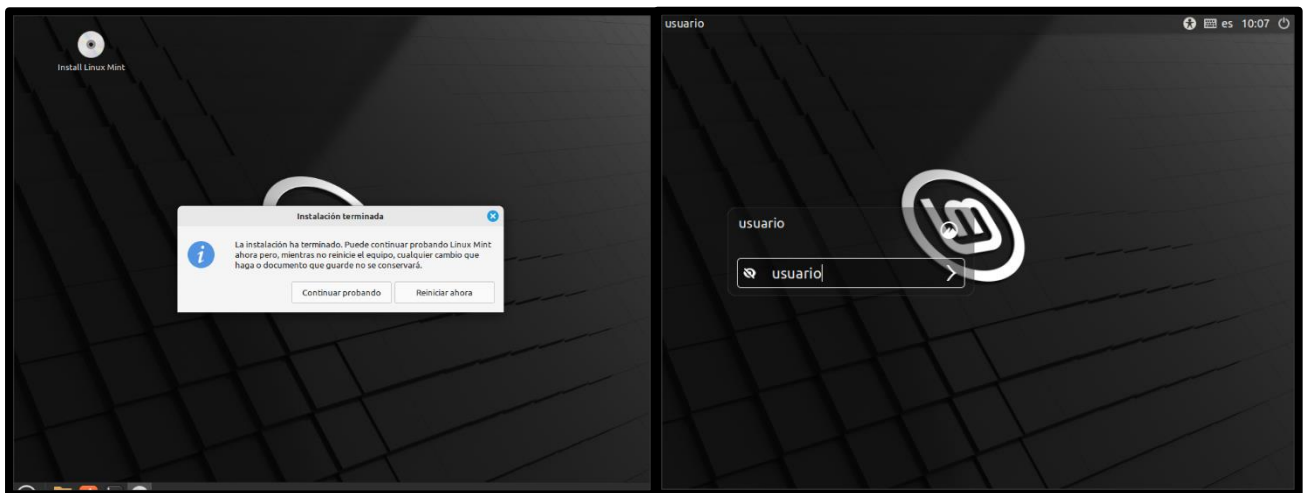 Install Linux Mint
Instalación terminada
La instalación ha terminado. Puede continuar probando Linux Mint
ahora pero, mientras no reinicie el equipo, cualquier cambio que
haga o documento que guarde no se conservará.
Continuar probando
Reiniciar ahora
usuario
es 10:07
usuario
usuario